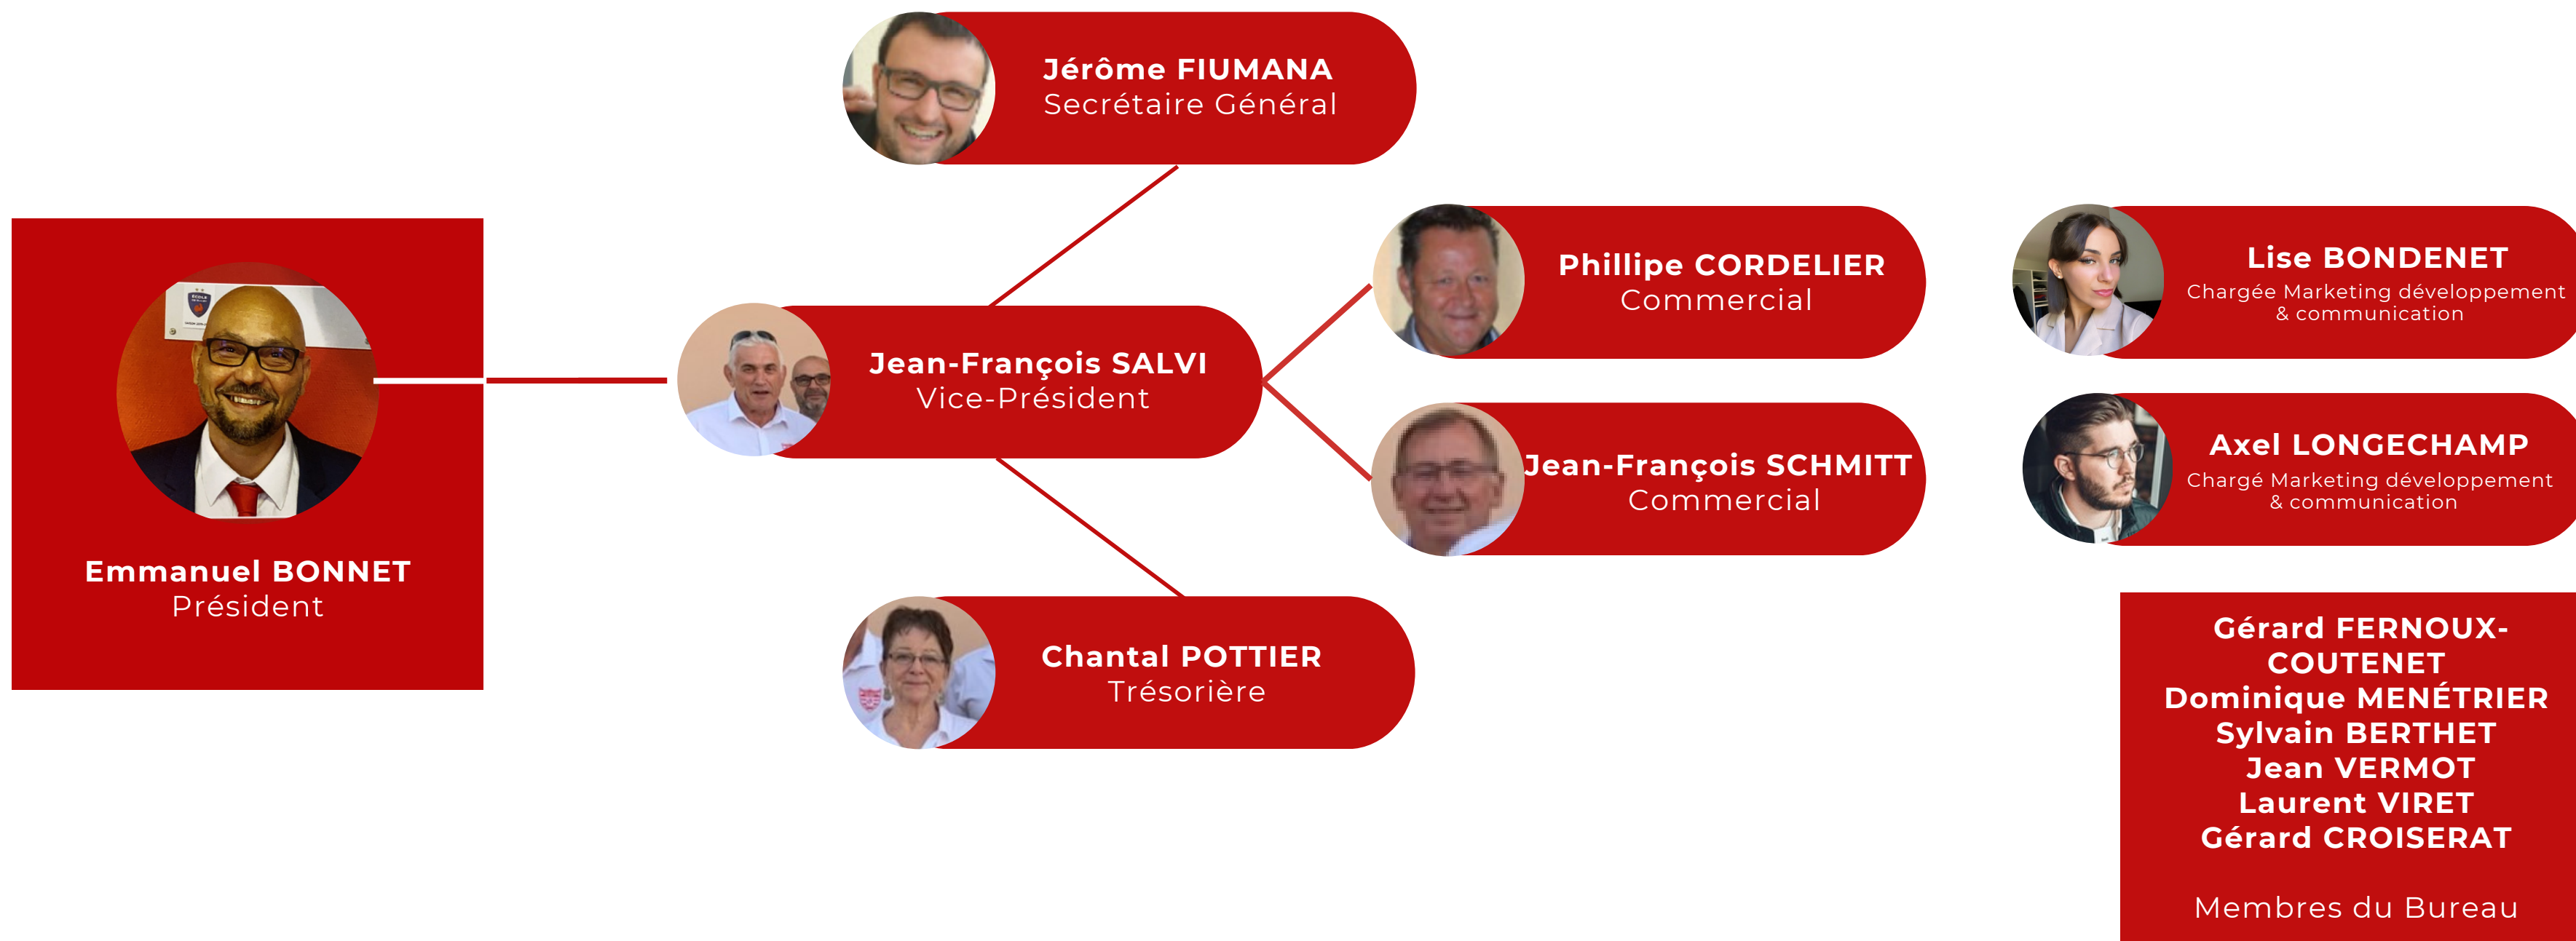 Jérôme FIUMANA
Secrétaire Général
Phillipe CORDELIER
Commercial
Lise BONDENET
Chargée Marketing développement
& communication
ECOLE
Jean-François SALVI
Vice-Président
Jean-François SCHMITT
Commercial
Axel LONGECHAMP
Chargé Marketing développement
& communication
Emmanuel BONNET
Président
Chantal POTTIER
Trésorière
Gérard FERNOUX-
COUTENET
Dominique MENÉTRIER
Sylvain BERTHET
Jean VERMOT
Laurent VIRET
Gérard CROISERAT
Membres du Bureau